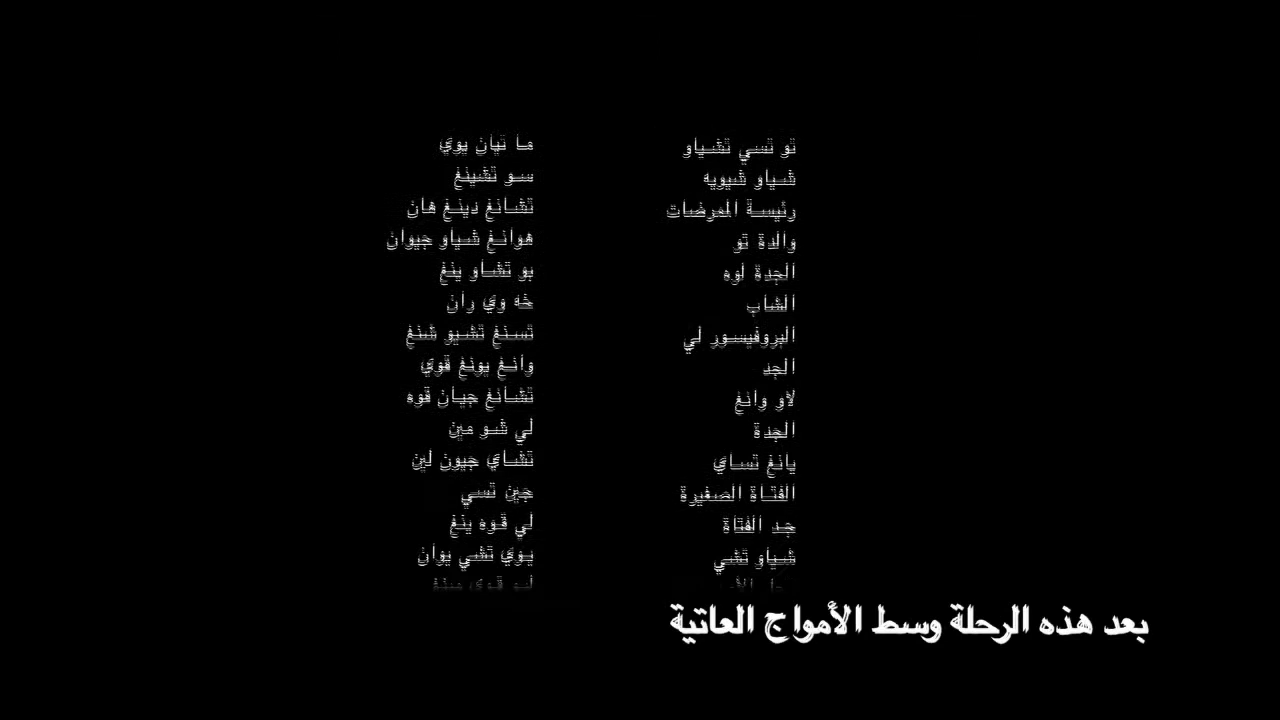 تو تسي تشياو ما تيان يوي
شياو شيويه سو تشينغ
رئيسة الممرضات تشانغ دينغ هان
والدة تو هوانغ شياو جيوان
الجدة لوه بو تشاو ينغ
الشاب خه وي ران
البروفيسور لي تسنغ تشيو شنغ
الجد وانغ يونغ قوي
لاو وانغ تشانغ جيان قوه
الجدة لي شو مين
يانغ تساي تشاي جيون لين
الفتاة الصغيرة جين تسي
جد الفتاة لي قوه ينغ
شياو تشي يوي تشي يوان
قوي مينغ
بعد هذه الرحلة وسط الأمواج العاتية